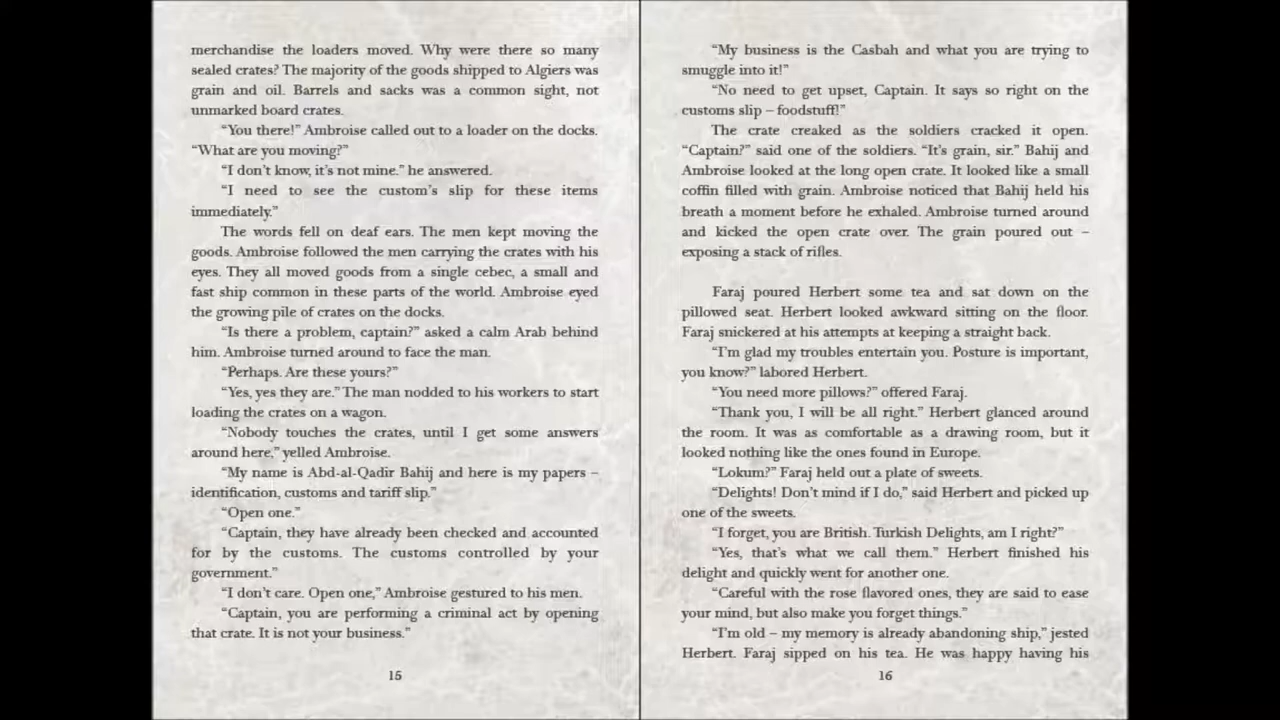 merchandise the loaders moved. Why were there so many
sealed crates? The majority of the goods shipped to Algiers was
grain and oil. Barrels and sacks was a common sight, not
unmarked board crates.
“You there!” Ambroise called out to a loader on the docks.
“What are you moving?”
“I don’t know, it’s not mine.” he answered.
“I need to see the custom’s slip for these items
immediately.”
The words fell on deaf ears. The men kept moving the
goods. Ambroise followed the men carrying the crates with his
eyes. They all moved goods from a single cebec, a small and
fast ship common in these parts of the world. Ambroise eyed
the growing pile of crates on the docks.
“Is there a problem, captain?” asked a calm Arab behind
him. Ambroise turned around to face the man.
“Perhaps. Are these yours?”
“Yes, yes they are.” The man nodded to his workers to start
loading the crates on a wagon.
“Nobody touches the crates, until I get some answers
around here,” yelled Ambroise.
“My name is Abd-al-Qadir Bahij and here is my papers –
identification, customs and tariff slip.”
“Open one.”
“Captain, they have already been checked and accounted
for by the customs. The customs controlled by your
government.”
“I don’t care. Open one,” Ambroise gestured to his men.
“Captain, you are performing a criminal act by opening
that crate. It is not your business.”
15
“My business is the Casbah and what you are trying to
smuggle into it!”
“No need to get upset, Captain. It says so right on the
customs slip – foodstuff!”
The crate creaked as the soldiers cracked it open.
“Captain?” said one of the soldiers. “It’s grain, sir.” Bahij and
Ambroise looked at the long open crate. It looked like a small
coffin filled with grain. Ambroise noticed that Bahij held his
breath a moment before he exhaled. Ambroise turned around
and kicked the open crate over. The grain poured out –
exposing a stack of rifles.
Faraj poured Herbert some tea and sat down on the
pillowed seat. Herbert looked awkward sitting on the floor.
Faraj snickered at his attempts at keeping a straight back.
“I’m glad my troubles entertain you. Posture is important,
you know?” labored Herbert.
“You need more pillows?” offered Faraj.
“Thank you, I will be all right.” Herbert glanced around
the room. It was as comfortable as a drawing room, but it
looked nothing like the ones found in Europe.
“Lokum?” Faraj held out a plate of sweets.
“Delights! Don’t mind if I do,” said Herbert and picked up
one of the sweets.
“I forget, you are British. Turkish Delights, am I right?”
“Yes, that’s what we call them.” Herbert finished his
delight and quickly went for another one.
“Careful with the rose flavored ones, they are said to ease
your mind, but also make you forget things.”
“I’m old – my memory is already abandoning ship,” jested
Herbert. Faraj sipped on his tea. He was happy having his
16